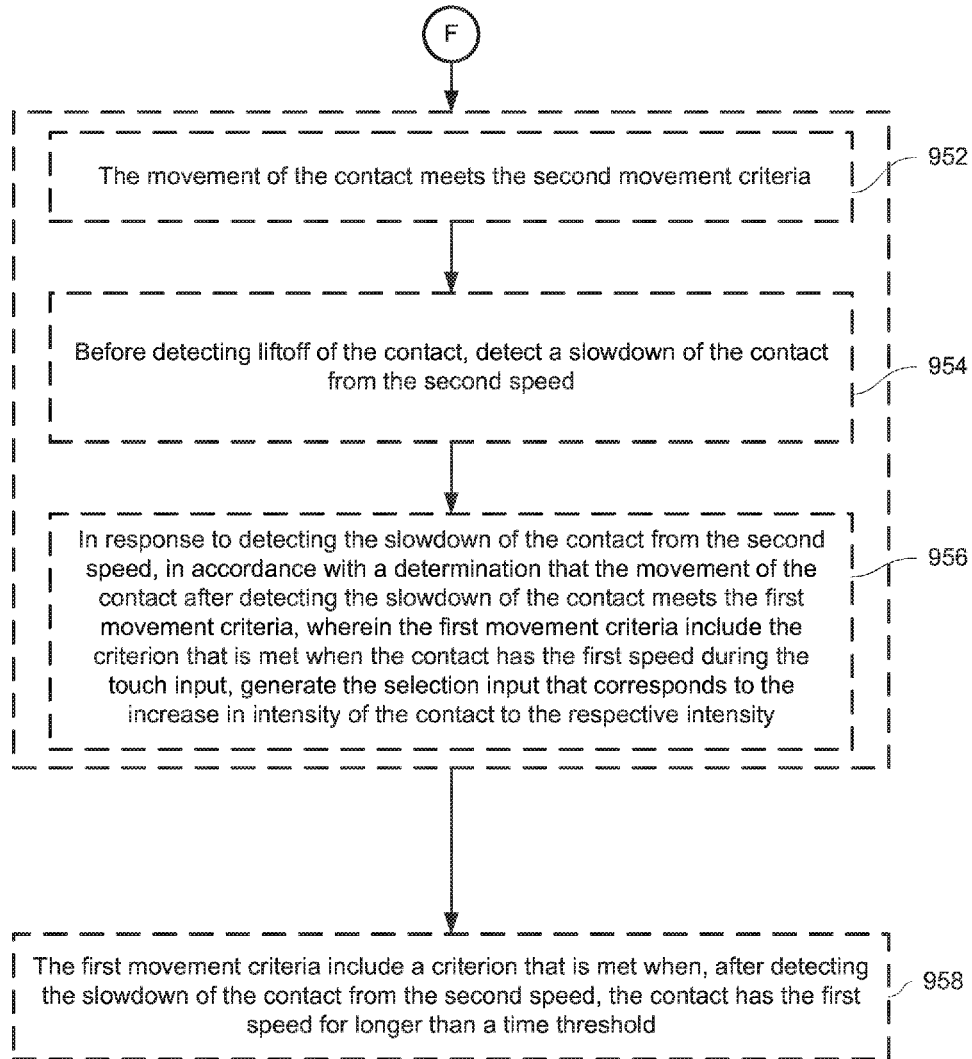 F
The movement of the contact meets the second movement criteria
952
Before detecting liftoff of the contact, detect a slowdown of the contact
from the second speed
954
In response to detecting the slowdown of the contact from the second
speed, in accordance with a determination that the movement of the
contact after detecting the slowdown of the contact meets the first
movement criteria, wherein the first movement criteria include the
criterion that is met when the contact has the first speed during the
touch input, generate the selection input that corresponds to the
increase in intensity of the contact to the respective intensity
956
The first movement criteria include a criterion that is met when, after detecting
the slowdown of the contact from the second speed, the contact has the first
speed for longer than a time threshold
958